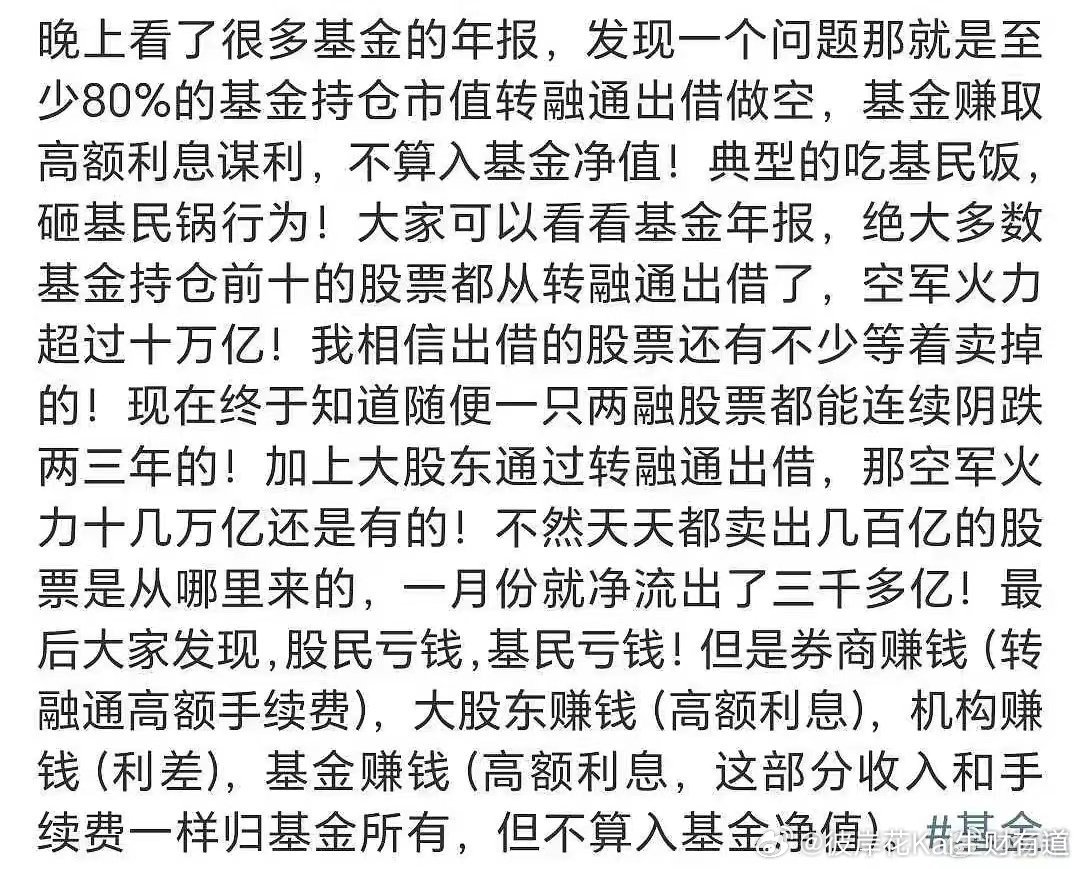 晚上看了很多基金的年报，发现一个问题那就是至
少80%的基金持仓市值转融通出借做空，基金赚取
高额利息谋利，不算入基金净值！典型的吃基民饭，
砸基民锅行为！大家可以看看基金年报，绝大多数
基金持仓前十的股票都从转融通出借了，空军火力
超过十万亿！我相信出借的股票还有不少等着卖掉
的！现在终于知道随便一只两融股票都能连续阴跌
两三年的！加上大股东通过转融通出借，那空军火
力十几万亿还是有的！不然天天都卖出几百亿的股
票是从哪里来的，一月份就净流出了三千多亿！最
后大家发现,股民亏钱,基民亏钱！但是券商赚钱(转
融通高额手续费)，大股东赚钱(高额利息)，机构赚
钱(利差)，基金赚钱(高额利息，这部分收入和手
续费一样归基金所有，但不算入基金净值)。#基金
@彼岸花Kai生财有道